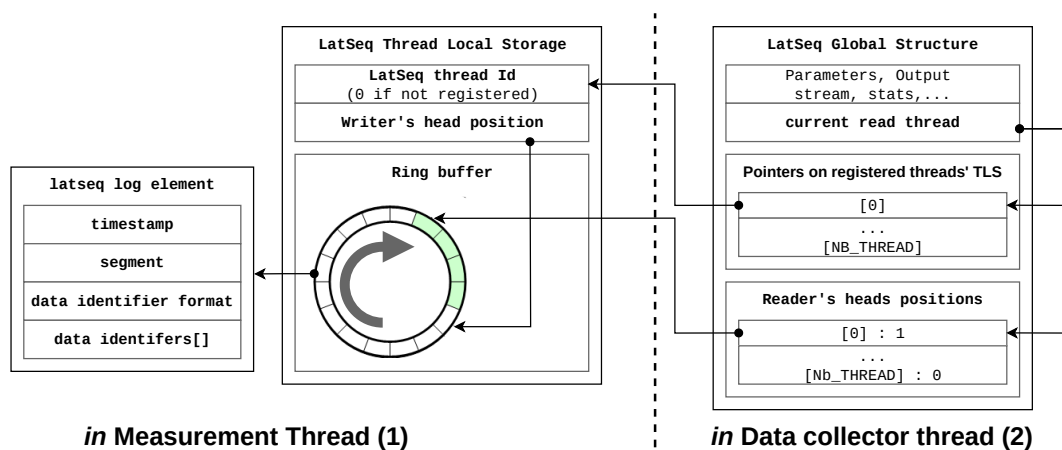 LatSeq Thread Local Storage
LatSeq thread Id
(0 if not registered)
Writer's head position
Ring buffer
latseq log element
timestamp
segment
data identifier format
data identifers[]
in Measurement Thread (1)
LatSeq Global Structure
Parameters, Output
stream, stats,...
current read thread
Pointers on registered threads' TLS
[0]
...
[NB_THREAD]
Reader's heads positions
[0] : 1
...
[Nb_THREAD] : 0
in Data collector thread (2)